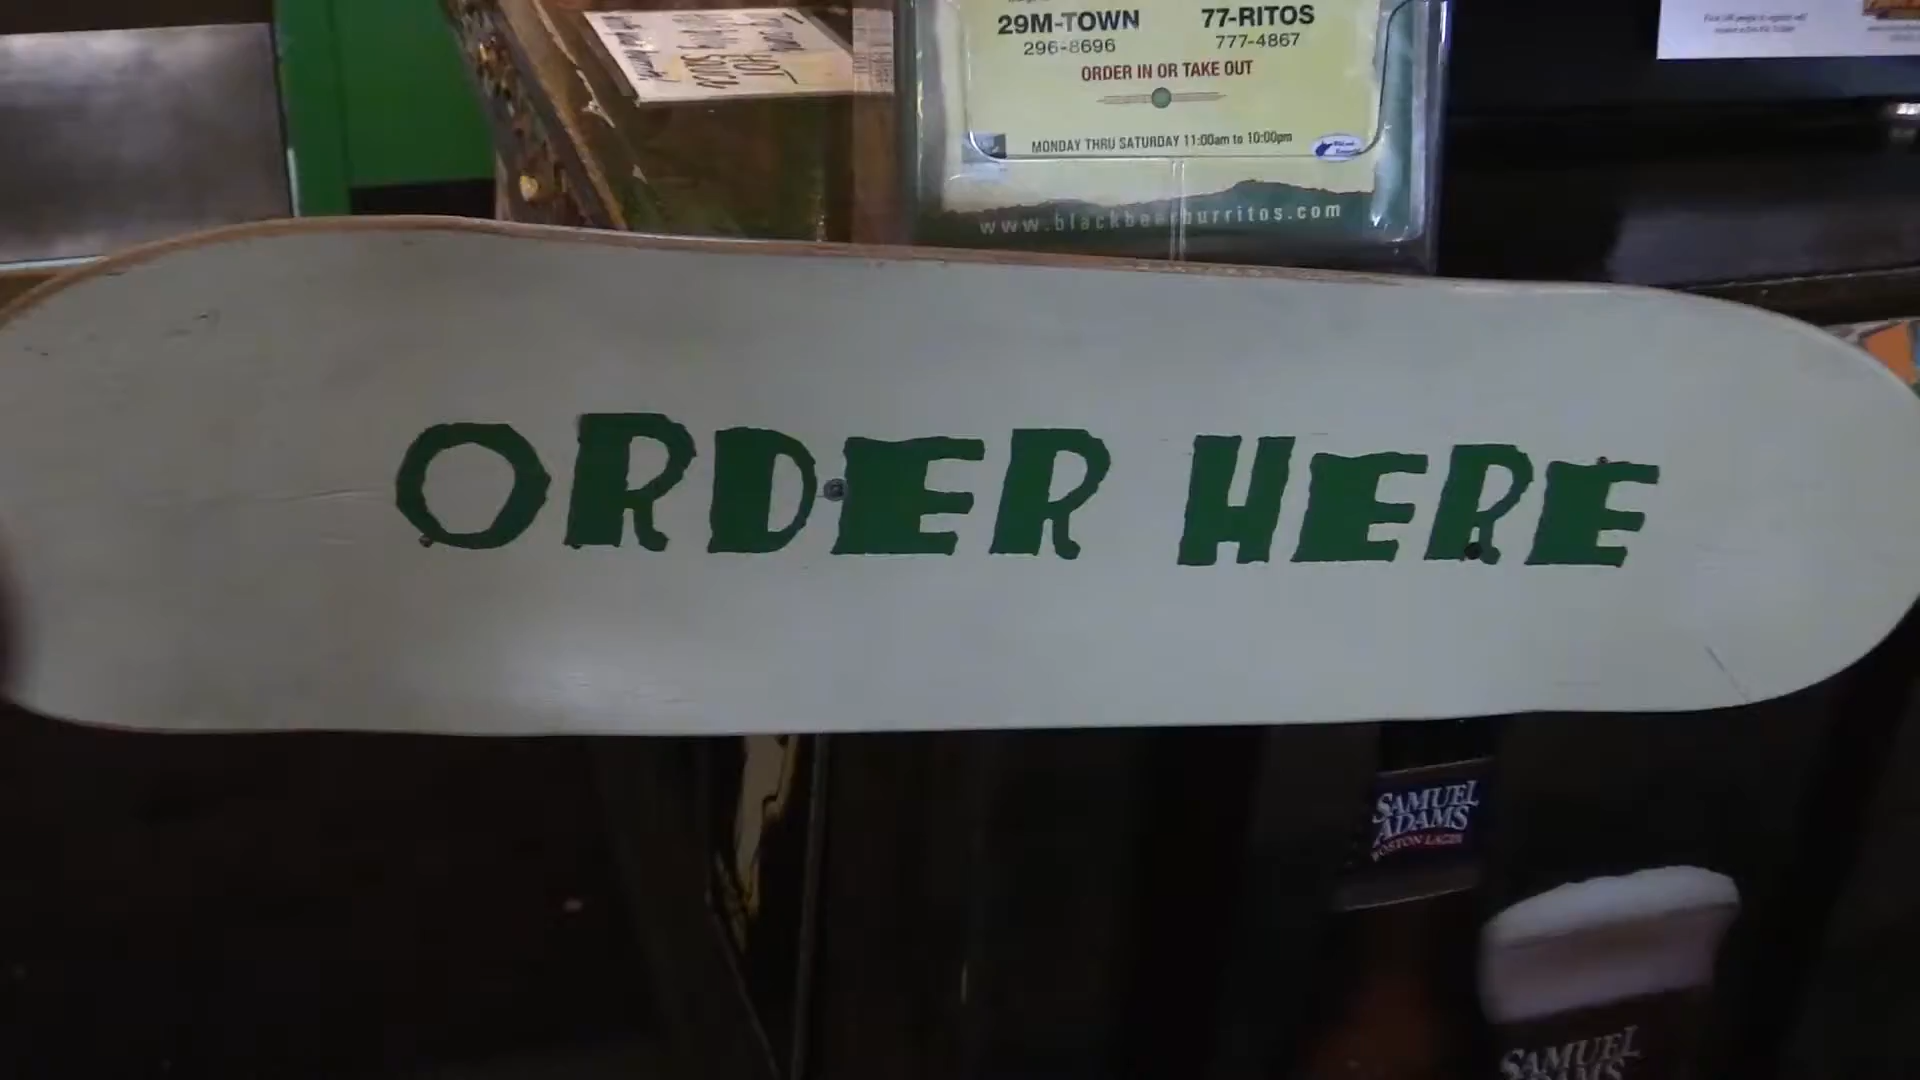 29M-TOWN 77-RITOS
296-8696 777-4867
ORDER IN OR TAKE OUT
MONDAY THRU SATURDAY 11:00am to 10:00pm
www.blackbearburritos.com
ORDER HERE
SAMUEL
ADAMS
BOSTON LAGER
SAMUEL
ADAMS